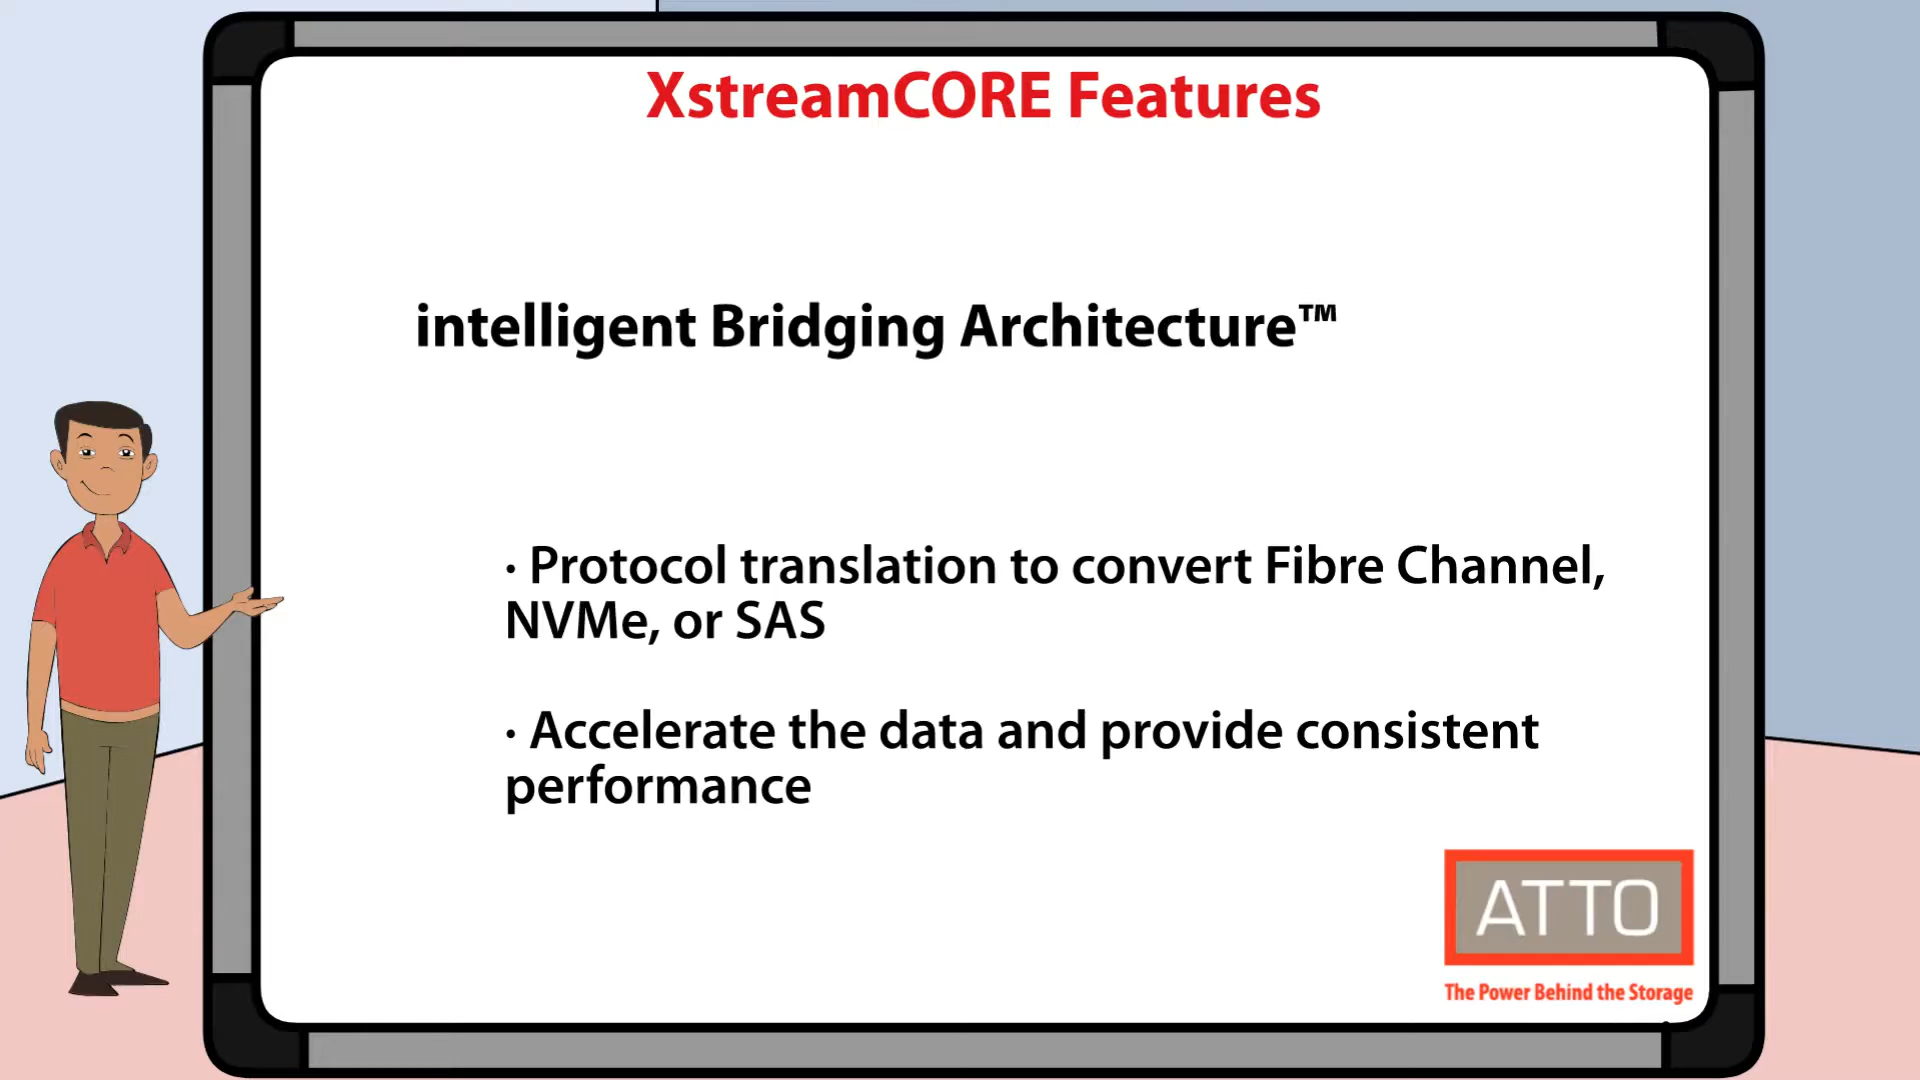 XstreamCORE Features
intelligent Bridging Architecture™
· Protocol translation to convert Fibre Channel,
NVMe, or SAS
· Accelerate the data and provide consistent
performance
ATTO
The Power Behind the Storage